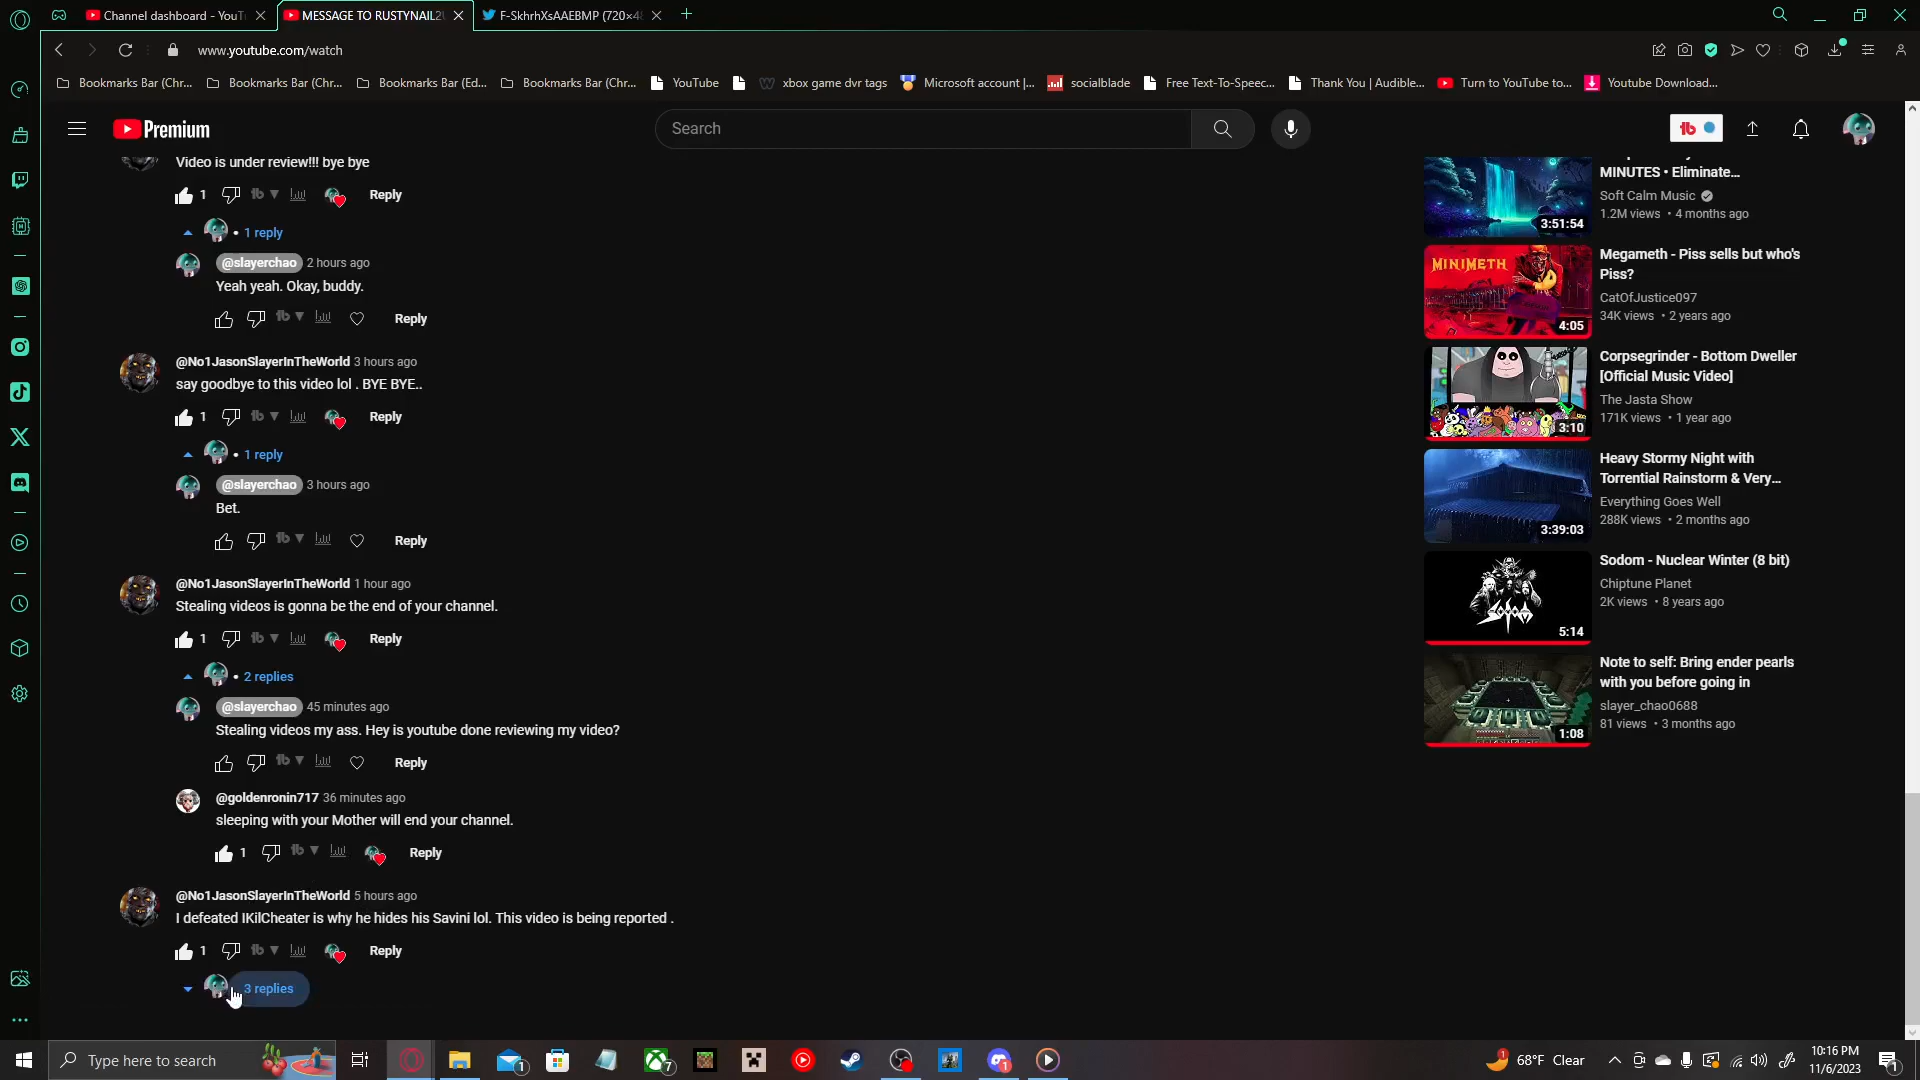 Channel dashboard - YouT
MESSAGE TO RUSTYNAIL2
F-SkhrhXsAAEBMP (720×4
www.youtube.com/watch
Bookmarks Bar (Chr...
Bookmarks Bar (Chr...
Bookmarks Bar (Ed...
Bookmarks Bar (Chr...
YouTube
xbox game dvr tags
Microsoft account |...
socialblade
Free Text-To-Speec...
Thank You | Audible...
Turn to YouTube to...
Youtube Download...
Premium
Search
Video is under review!!! bye bye
1
Reply
• 1 reply
@slayerchao 2 hours ago
Yeah yeah. Okay, buddy.
Reply
@No1JasonSlayerInTheWorld 3 hours ago
say goodbye to this video lol . BYE BYE..
1
Reply
• 1 reply
@slayerchao 3 hours ago
Bet.
Reply
@No1JasonSlayerInTheWorld 1 hour ago
Stealing videos is gonna be the end of your channel.
1
Reply
• 2 replies
@slayerchao 45 minutes ago
Stealing videos my ass. Hey is youtube done reviewing my video?
Reply
@goldenronin717 36 minutes ago
sleeping with your Mother will end your channel.
1
Reply
@No1JasonSlayerInTheWorld 5 hours ago
I defeated IKilCheater is why he hides his Savini lol. This video is being reported .
1
Reply
3 replies
MINUTES • Eliminate...
Soft Calm Music
1.2M views • 4 months ago
3:51:54
MINIMETH
Megameth - Piss sells but who's
Piss?
CatOfJustice097
34K views • 2 years ago
4:05
Corpsegrinder - Bottom Dweller
[Official Music Video]
The Jasta Show
171K views • 1 year ago
3:10
Heavy Stormy Night with
Torrential Rainstorm & Very...
Everything Goes Well
288K views • 2 months ago
3:39:03
Sodom - Nuclear Winter (8 bit)
Chiptune Planet
2K views • 8 years ago
SODOM
5:14
Note to self: Bring ender pearls
with you before going in
slayer_chao0688
81 views • 3 months ago
1:08
Type here to search
1
7
1
1
68°F Clear
10:16 PM
11/6/2023
1